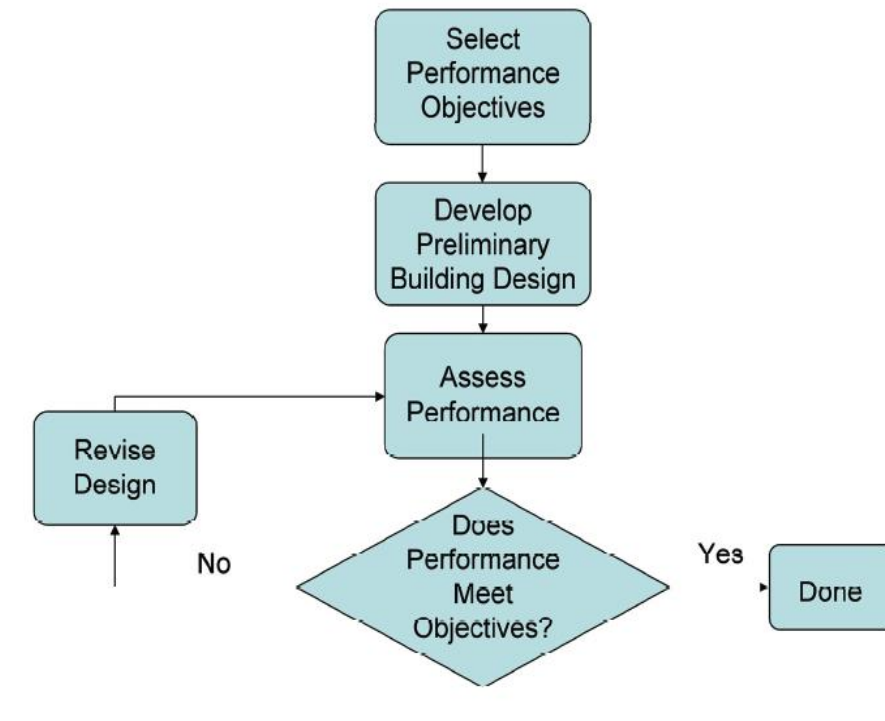 Select
Performance
Objectives
Develop
Preliminary
Building Design
Assess
Performance
Revise
Design
No
Does
Performance
Meet
Objectives?
Yes
Done